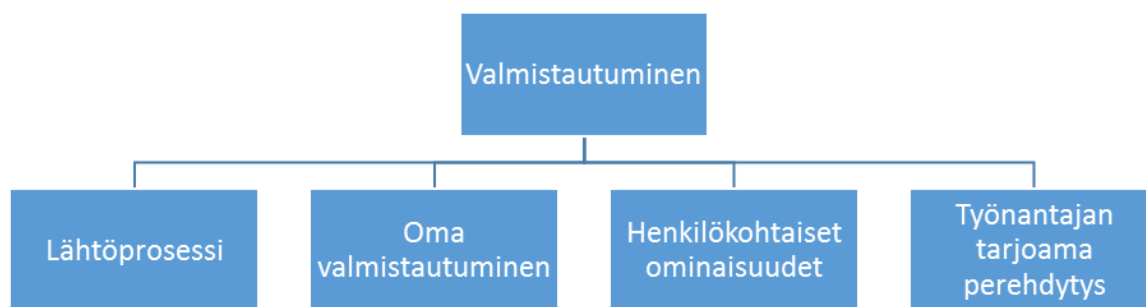 Valmistautuminen
Lähtöprosessi
Oma
valmistautuminen
Henkilökohtaiset
ominaisuudet
Työnantajan
tarjoama
perehdytys